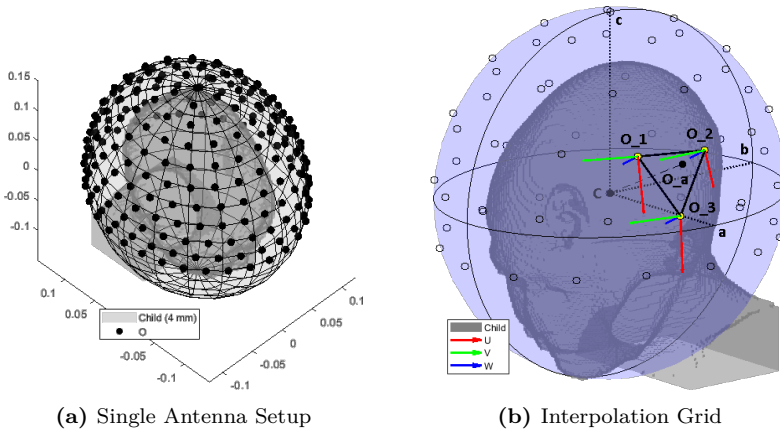 0.15
0.1
0.05
0
-0.05
-0.1
0.1
0.05
0
-0.05
-0.1
0.1
0.05
0
-0.05
-0.1
Child (4 mm)
O
(a) Single Antenna Setup
c
O_1
O_2
b
O_a
C
O_3
a
Child
U
V
W
(b) Interpolation Grid